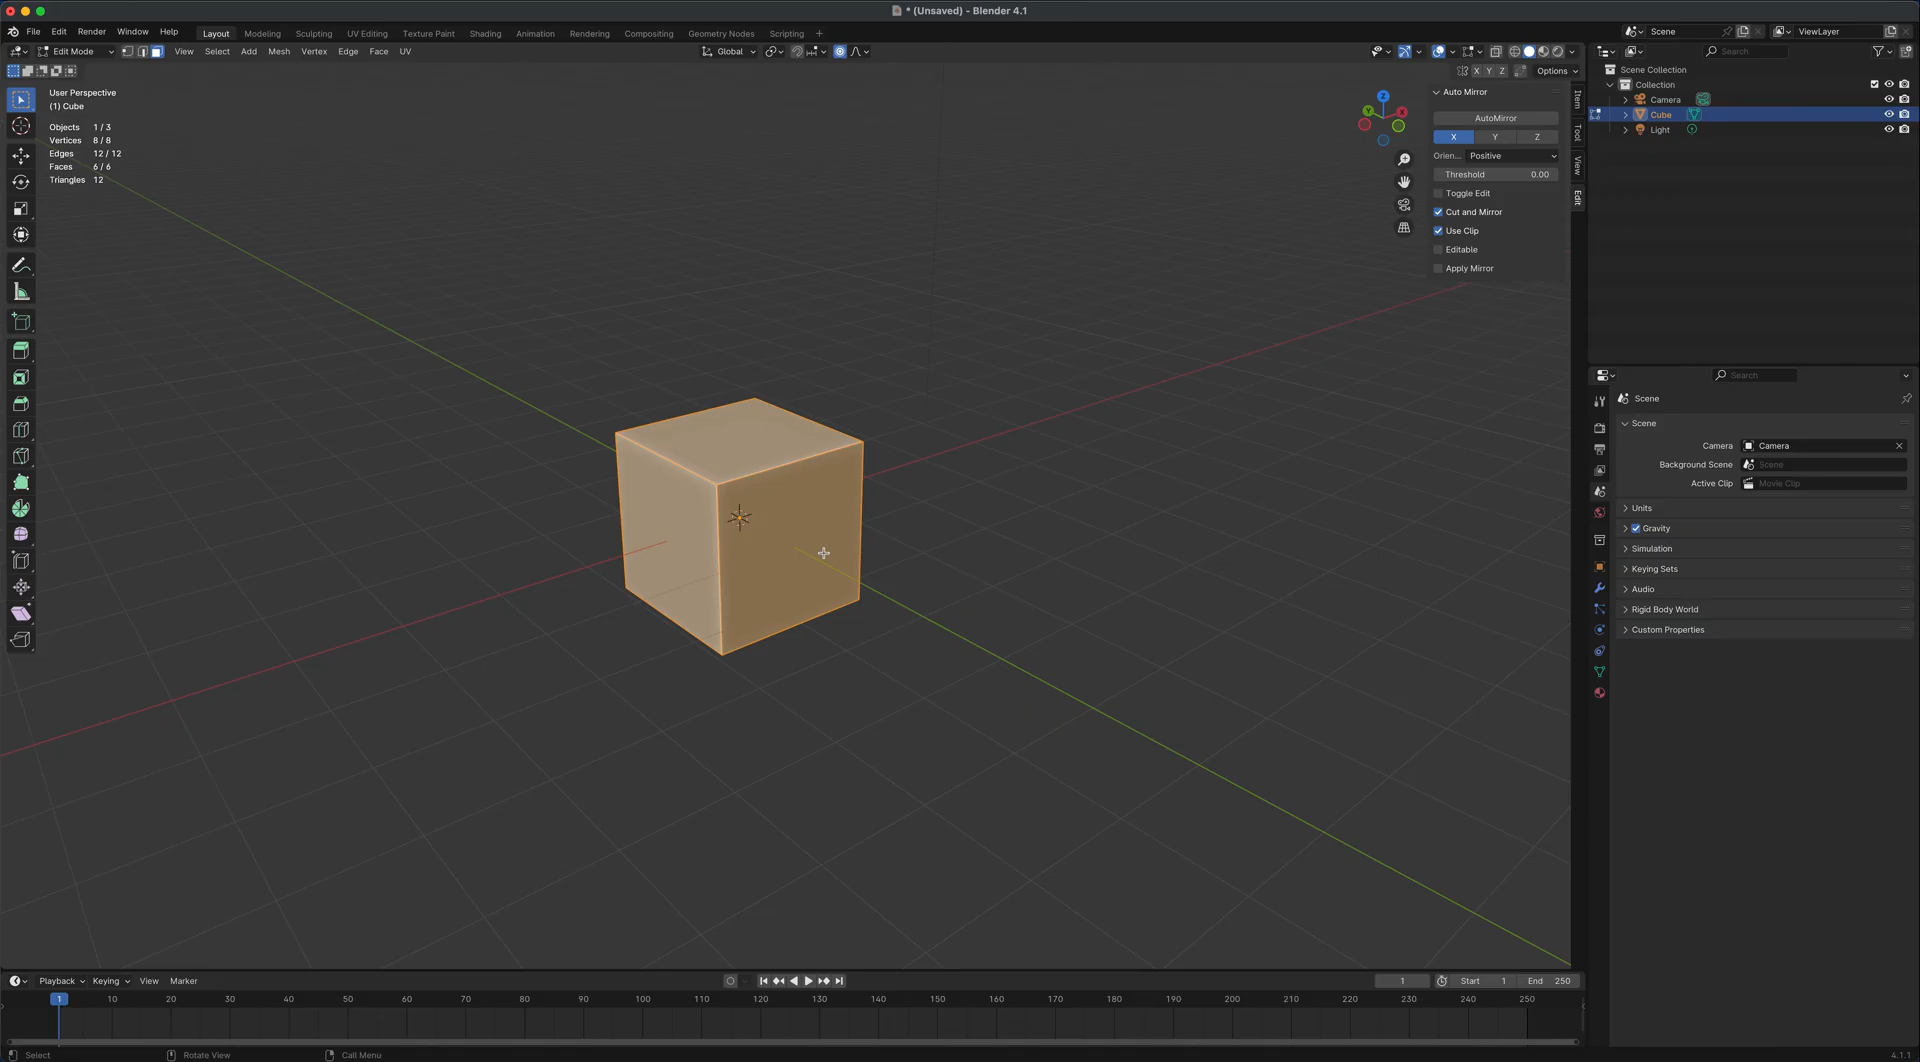 * (Unsaved) - Blender 4.1
File Edit Render Window Help Layout Modeling Sculpting UV Editing Texture Paint Shading Animation Rendering Compositing Geometry Nodes Scripting + Scene ViewLayer
Edit Mode View Select Add Mesh Vertex Edge Face UV Global Search
X Y Z Options
User Perspective
(1) Cube
Objects 1 / 3
Vertices 8 / 8
Edges 12 / 12
Faces 6 / 6
Triangles 12
Z
Y
X
Auto Mirror
AutoMirror
X Y Z
Orien... Positive
Threshold 0.00
Toggle Edit
Cut and Mirror
Use Clip
Editable
Apply Mirror
Item
Tool
View
Edit
Scene Collection
Collection
Camera
Cube
Light
Search
Scene
Scene
Camera Camera
Background Scene Scene
Active Clip Movie Clip
Units
Gravity
Simulation
Keying Sets
Audio
Rigid Body World
Custom Properties
Playback Keying View Marker 1 Start 1 End 250
1 10 20 30 40 50 60 70 80 90 100 110 120 130 140 150 160 170 180 190 200 210 220 230 240 250
Select Rotate View Call Menu 4.1.1